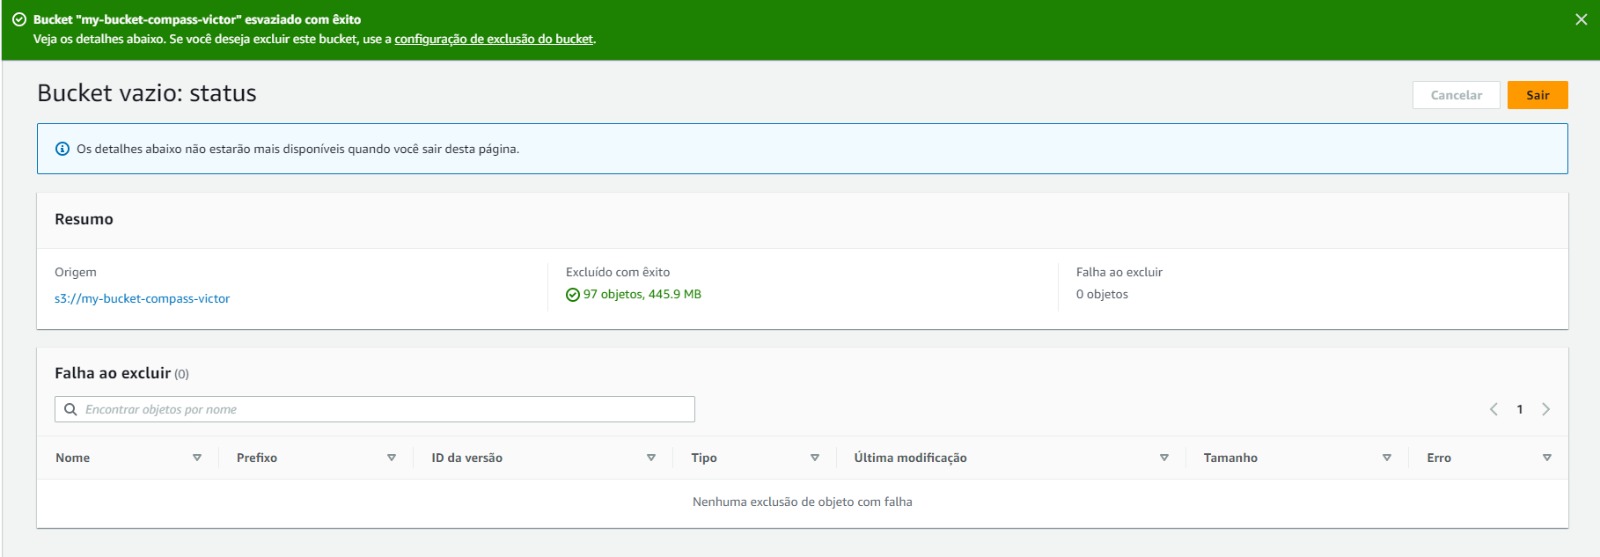 Bucket "my-bucket-compass-victor" esvaziado com êxito
Veja os detalhes abaixo. Se você deseja excluir este bucket, use a configuração de exclusão do bucket.
Bucket vazio: status
Cancelar
Sair
Os detalhes abaixo não estarão mais disponíveis quando você sair desta página.
Resumo
Origem
s3://my-bucket-compass-victor
Excluído com êxito
97 objetos, 445.9 MB
Falha ao excluir
0 objetos
Falha ao excluir (0)
Encontrar objetos por nome
1
Nome
Prefixo
ID da versão
Tipo
Última modificação
Tamanho
Erro
Nenhuma exclusão de objeto com falha